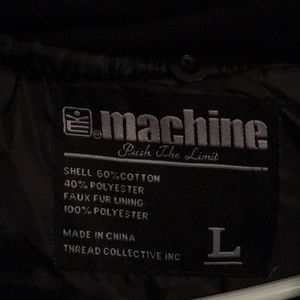 machine
Push The Limit
SHELL 60%COTTON
40% POLYESTER
FAUX FUR LINING:
100% POLYESTER
MADE IN CHINA
THREAD COLLECTIVE INC
L